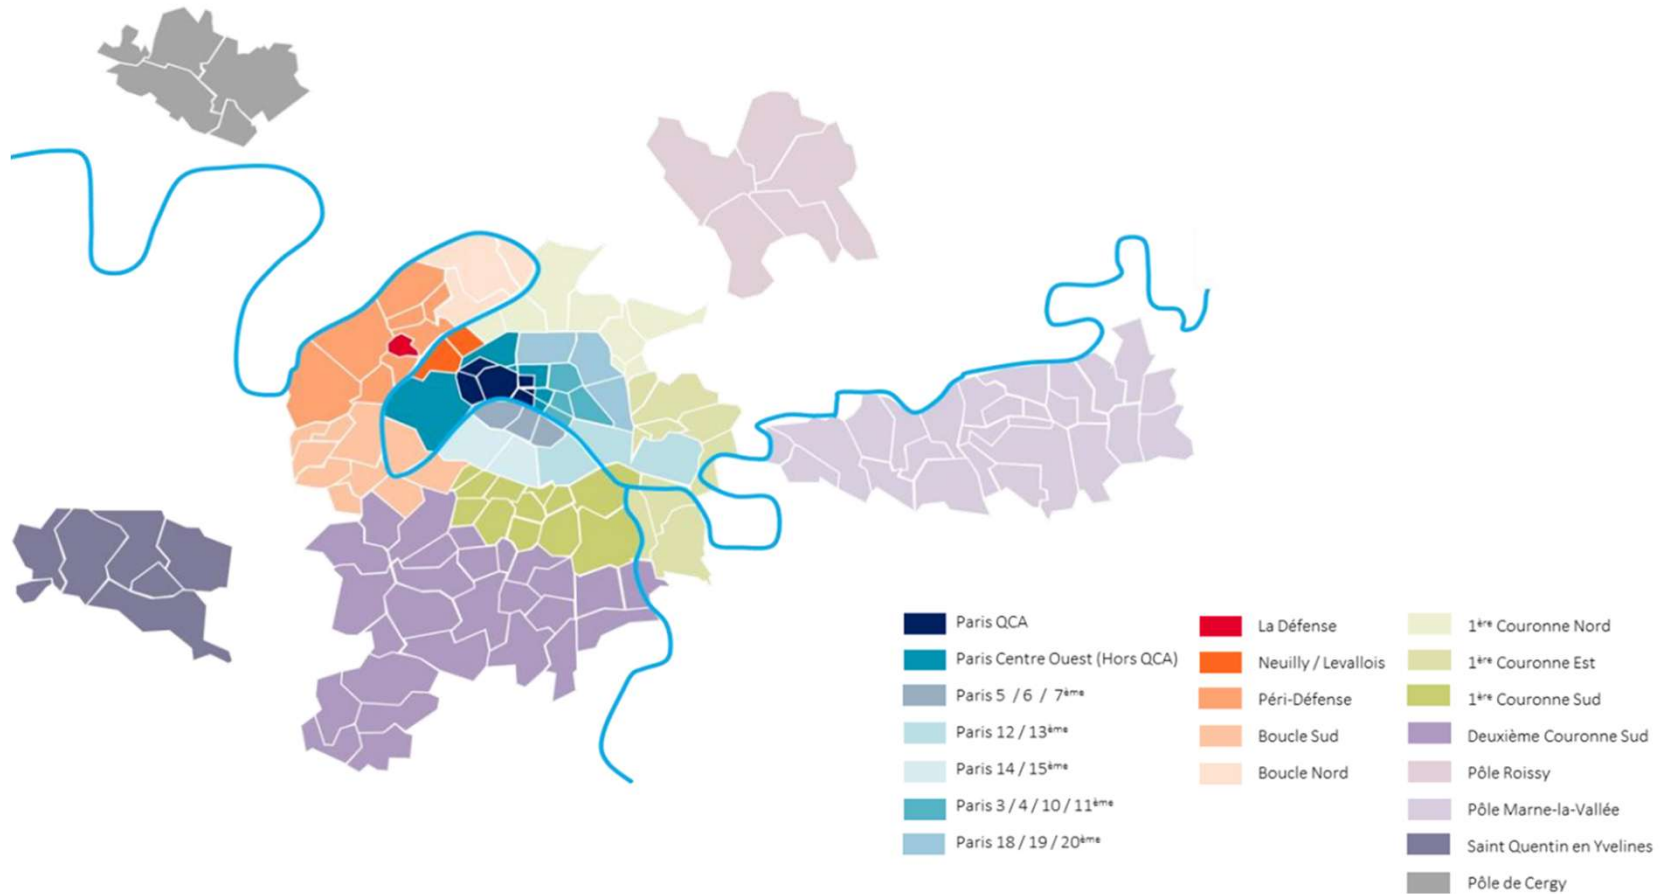 Paris QCA
Paris Centre Ouest (Hors QCA)
Paris 5 / 6 / 7ème
Paris 12 / 13ème
Paris 14 / 15ème
Paris 3 / 4 / 10 / 11ème
Paris 18 / 19 / 20ème
La Défense
Neuilly / Levallois
Péri-Défense
Boucle Sud
Boucle Nord
1ère Couronne Nord
1ère Couronne Est
1ère Couronne Sud
Deuxième Couronne Sud
Pôle Roissy
Pôle Marne-la-Vallée
Saint Quentin en Yvelines
Pôle de Cergy